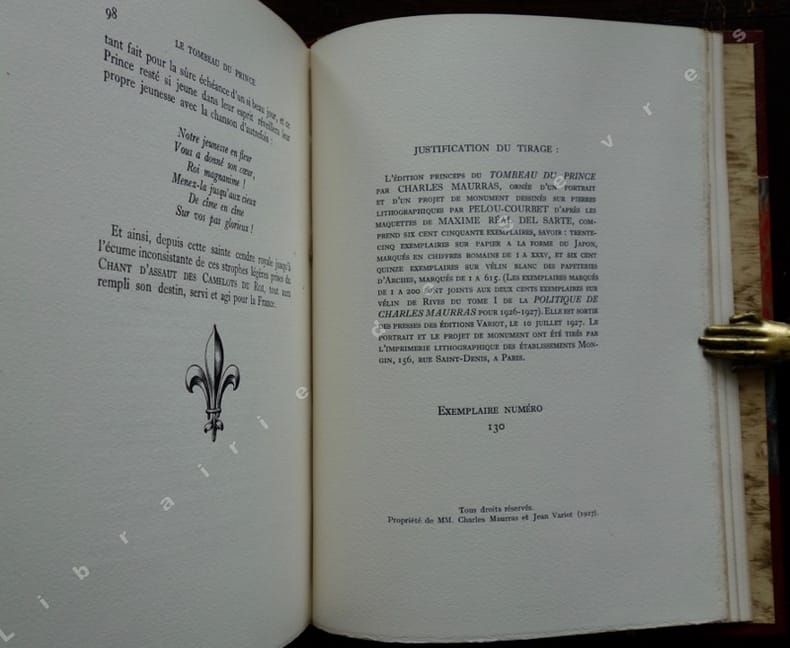 98
LE TOMBEAU DU PRINCE
tant fait pour la sûre échéance d'un si beau jour, et ce
Prince resté si jeune dans leur esprit réveillera leur
propre jeunesse avec la chanson d'autrefois :
Notre jeunesse en fleur
Vous a donné son cœur,
Roi magnanime !
Menez-la jusqu'aux cieux
De cime en cime
Sur vos pas glorieux !
Et ainsi, depuis cette sainte cendre royale jusqu'à
l'écume inconsistante de ces strophes légères prises du
CHANT D'ASSAUT DES CAMELOTS DU ROI, tout aura
rempli son destin, servi et agi pour la France.
JUSTIFICATION DU TIRAGE :
L'ÉDITION PRINCEPS DU TOMBEAU DU PRINCE
PAR CHARLES MAURRAS, ORNÉE D'UN PORTRAIT
ET D'UN PROJET DE MONUMENT DESSINÉS SUR PIERRES
LITHOGRAPHIQUES PAR PELOU-COURBET D'APRÈS LES
MAQUETTES DE MAXIME RÉAL DEL SARTE, COM-
PREND SIX CENT CINQUANTE EXEMPLAIRES, SAVOIR : TRENTE-
CINQ EXEMPLAIRES SUR PAPIER A LA FORME DU JAPON,
MARQUÉS EN CHIFFRES ROMAINS DE I A XXXV, ET SIX CENT
QUINZE EXEMPLAIRES SUR VÉLIN BLANC DES PAPETERIES
D'ARCHES, MARQUÉS DE 1 A 615. (LES EXEMPLAIRES MARQUÉS
DE 1 A 200 SONT JOINTS AUX DEUX CENTS EXEMPLAIRES SUR
VÉLIN DE RIVES DU TOME I DE LA POLITIQUE DE
CHARLES MAURRAS POUR 1926-1927). ELLE EST SORTIE
DES PRESSES DES ÉDITIONS VARIOT, LE 10 JUILLET 1927. LE
PORTRAIT ET LE PROJET DE MONUMENT ONT ÉTÉ TIRÉS PAR
L'IMPRIMERIE LITHOGRAPHIQUE DES ÉTABLISSEMENTS MON-
GIN, 156, RUE SAINT-DENIS, A PARIS.
EXEMPLAIRE NUMÉRO
130
Tous droits réservés.
Propriété de MM. Charles Maurras et Jean Variot (1927).
Librairie